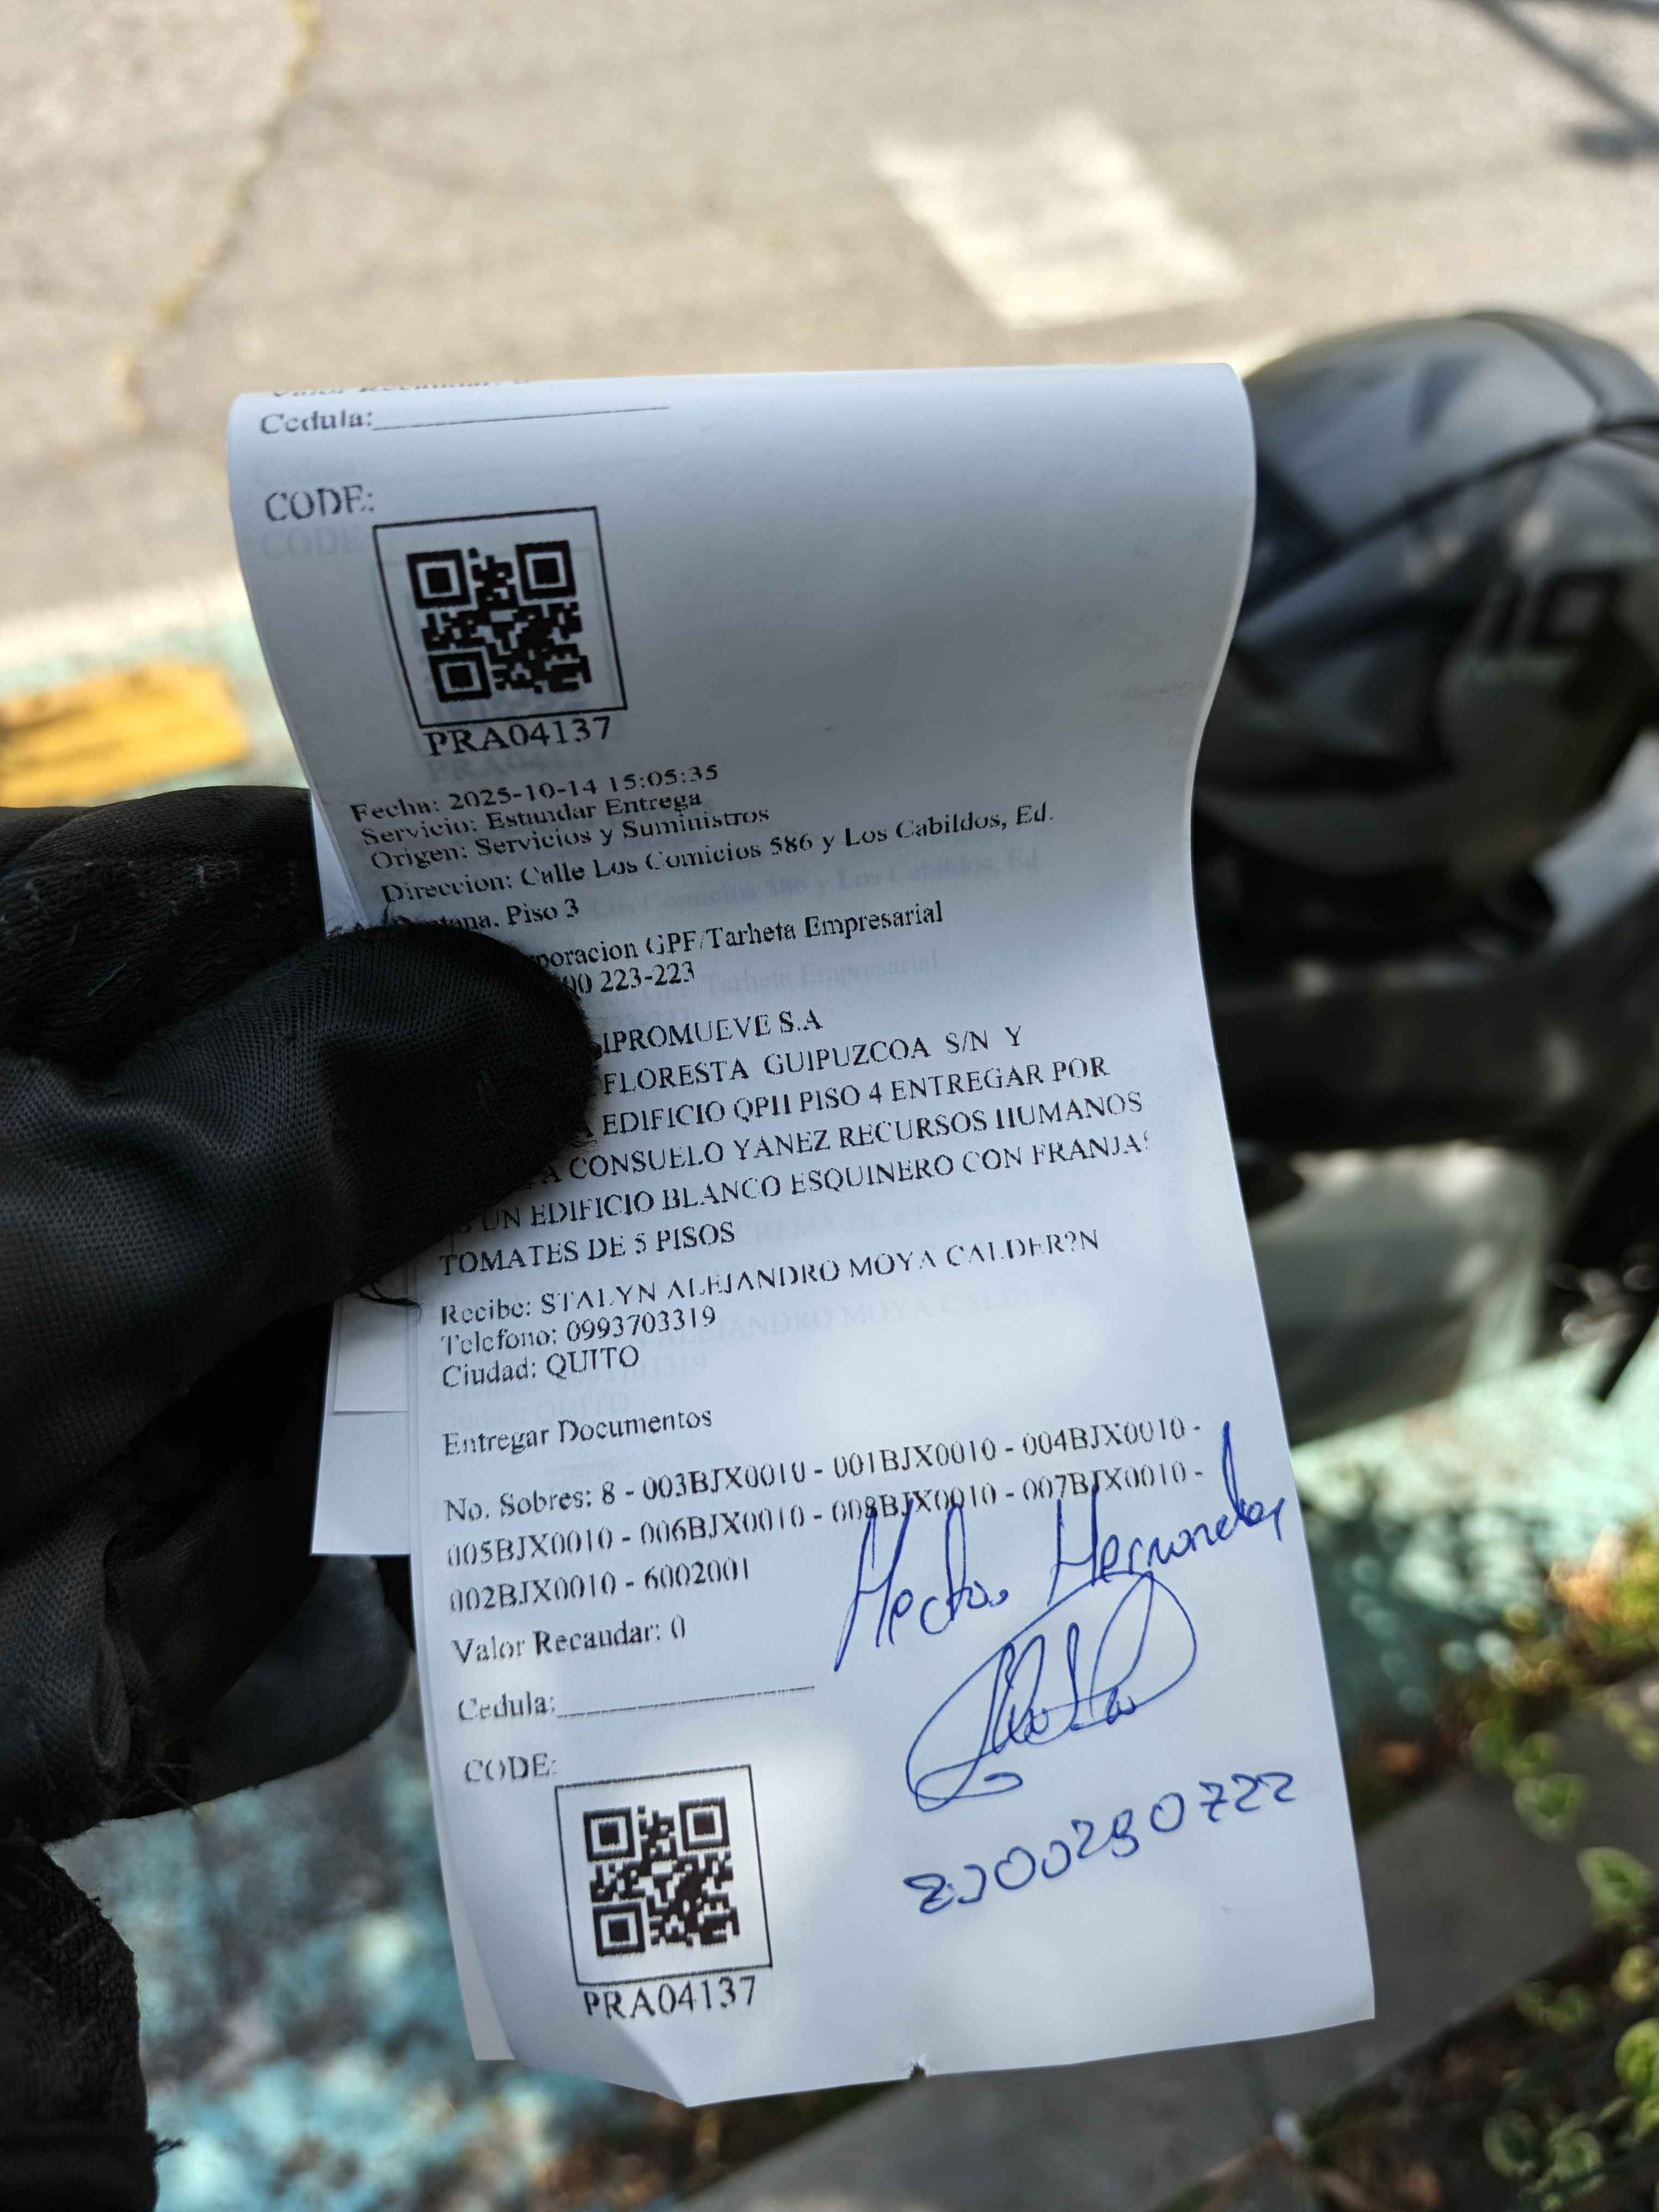 Cedula:
CODE:
PRA04137
Fecha: 2025-10-14 15:05:35
Servicio: Estandar Entrega
Origen: Servicios y Suministros
Direccion: Calle Los Comicios 586 y Los Cabildos, Ed.
Piso 3
GPF/Tarheta Empresarial
223-223
S.A
FLORESTA GUIPUZCOA S/N Y
EDIFICIO QPH PISO 4 ENTREGAR POR
CONSUELO YANEZ RECURSOS HUMANOS
UN EDIFICIO BLANCO ESQUINERO CON FRANJAS
TOMATES DE 5 PISOS
Recibe: STALYN ALEJANDRO MOYA CALDER?N
Telefono: 0993703319
Ciudad: QUITO
Entregar Documentos
No. Sobres: 8 - 003BJX0010 - 001BJX0010 - 004BJX0010 -
005BJX0010 - 006BJX0010 - 008BJX0010 - 007BJX0010 -
002BJX0010 - 6002001
Hector Hernandez
Valor Recaudar: 0
Cedula:
CODE:
PRA04137